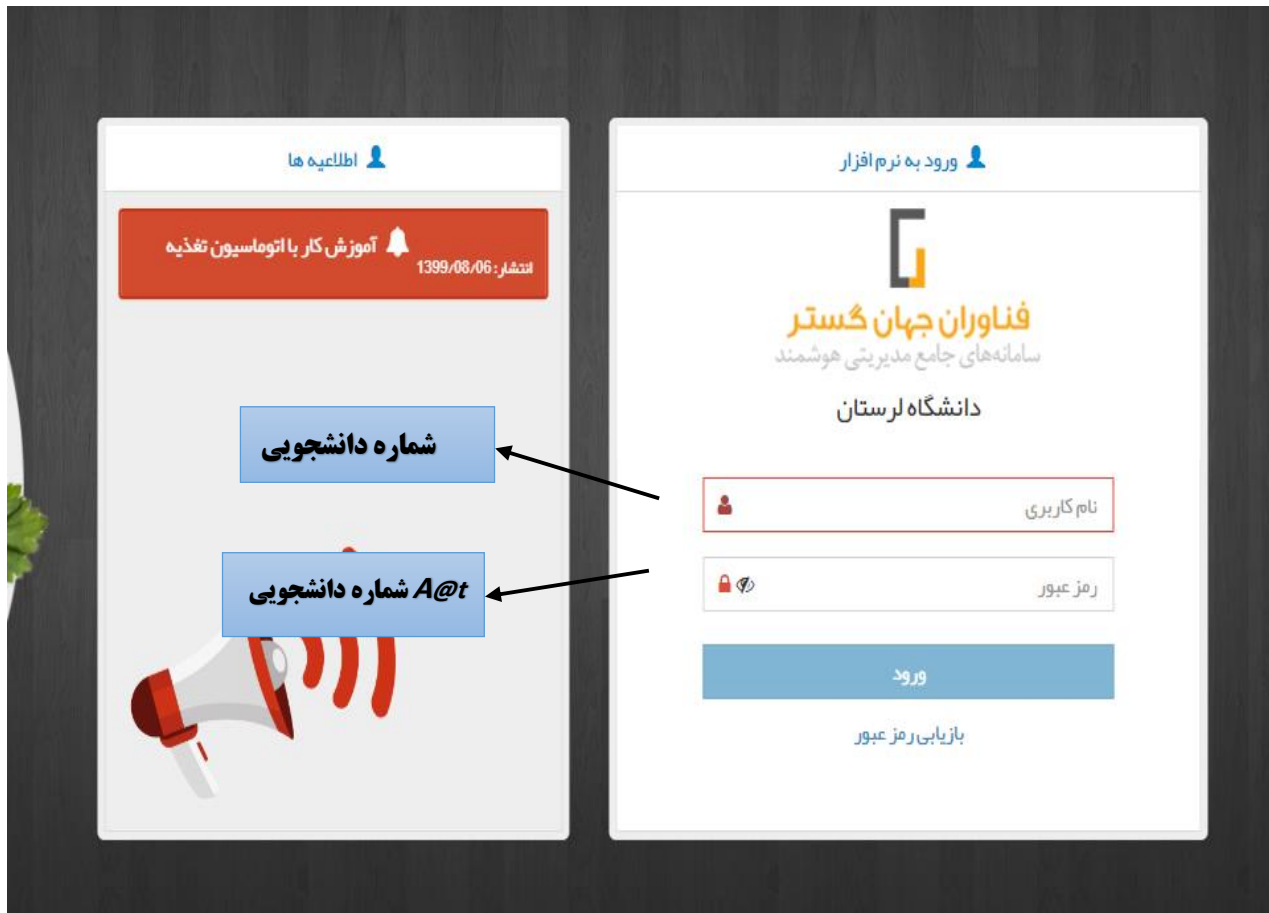 ورود به نرم افزار
فناوران جهان گستر
سامانه‌های جامع مدیریتی هوشمند
دانشگاه لرستان
نام کاربری
رمز عبور
ورود
بازیابی رمز عبور
اطلاعیه ها
آموزش کار با اتوماسیون تغذیه
انتشار: 1399/08/06
شماره دانشجویی
A@t شماره دانشجویی